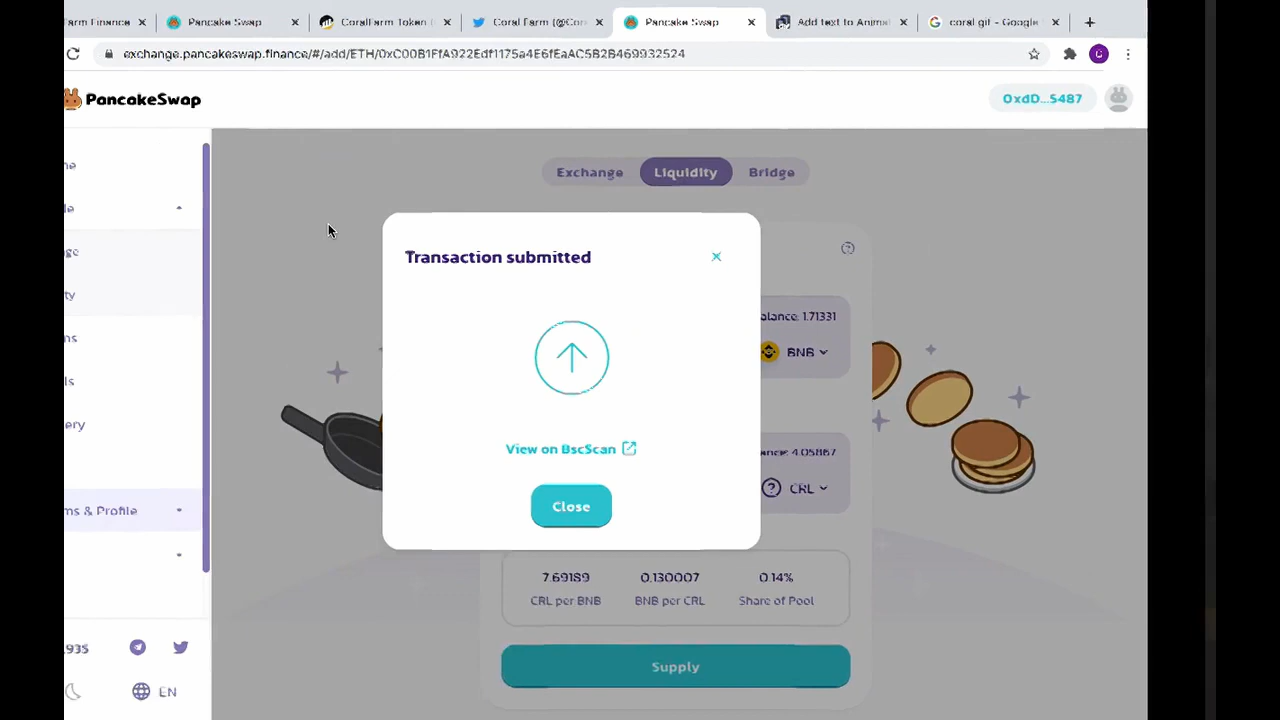 Farm Finance
Pancake Swap
CoralFarm Token (
Coral Farm (@Cor
Pancake Swap
Add text to Animat
coral gif - Google
exchange.pancakeswap.finance/#/add/ETH/
PancakeSwap
0xdD...5487
Exchange
Liquidity
Bridge
Transaction submitted
alance: 1.71331
BNB
View on BscScan
ance: 4.05867
CRL
Close
ms & Profile
7.69189
0.130007
0.14%
CRL per BNB
BNB per CRL
Share of Pool
.935
Supply
EN